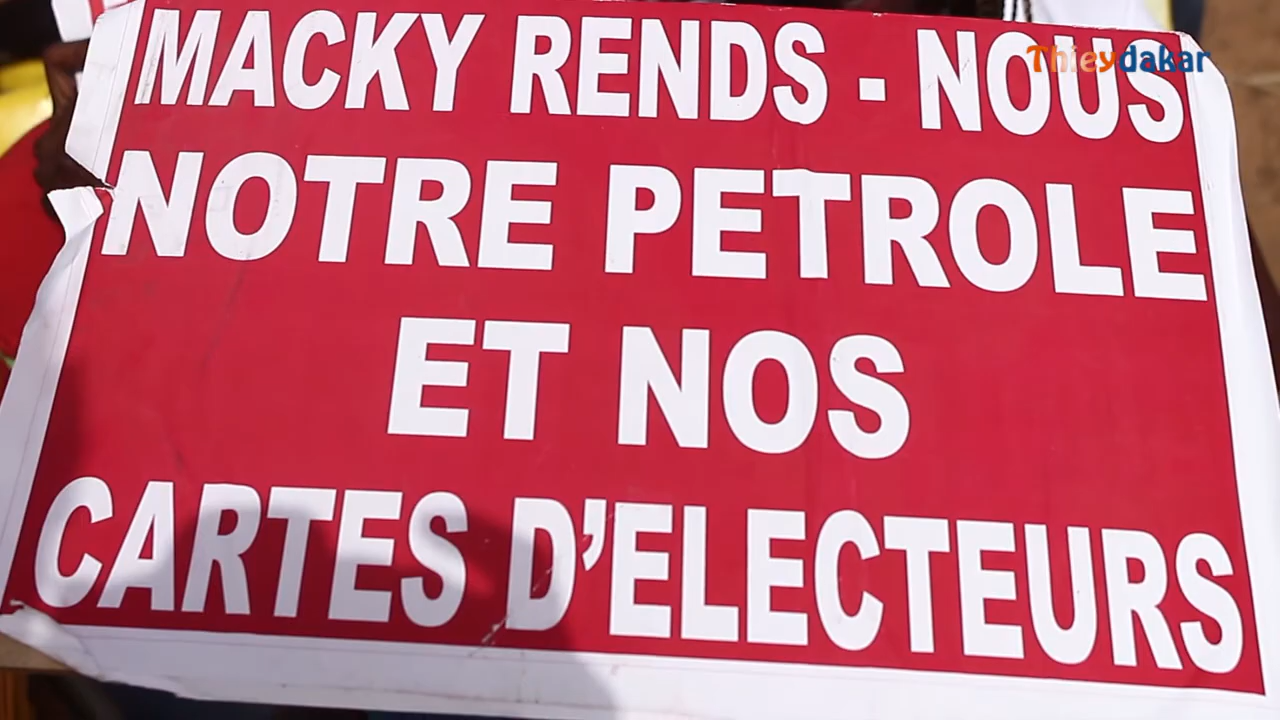 MACKY RENDS - NOUS
Thieydakar
NOTRE PETROLE
ET NOS
CARTES D'ELECTEURS